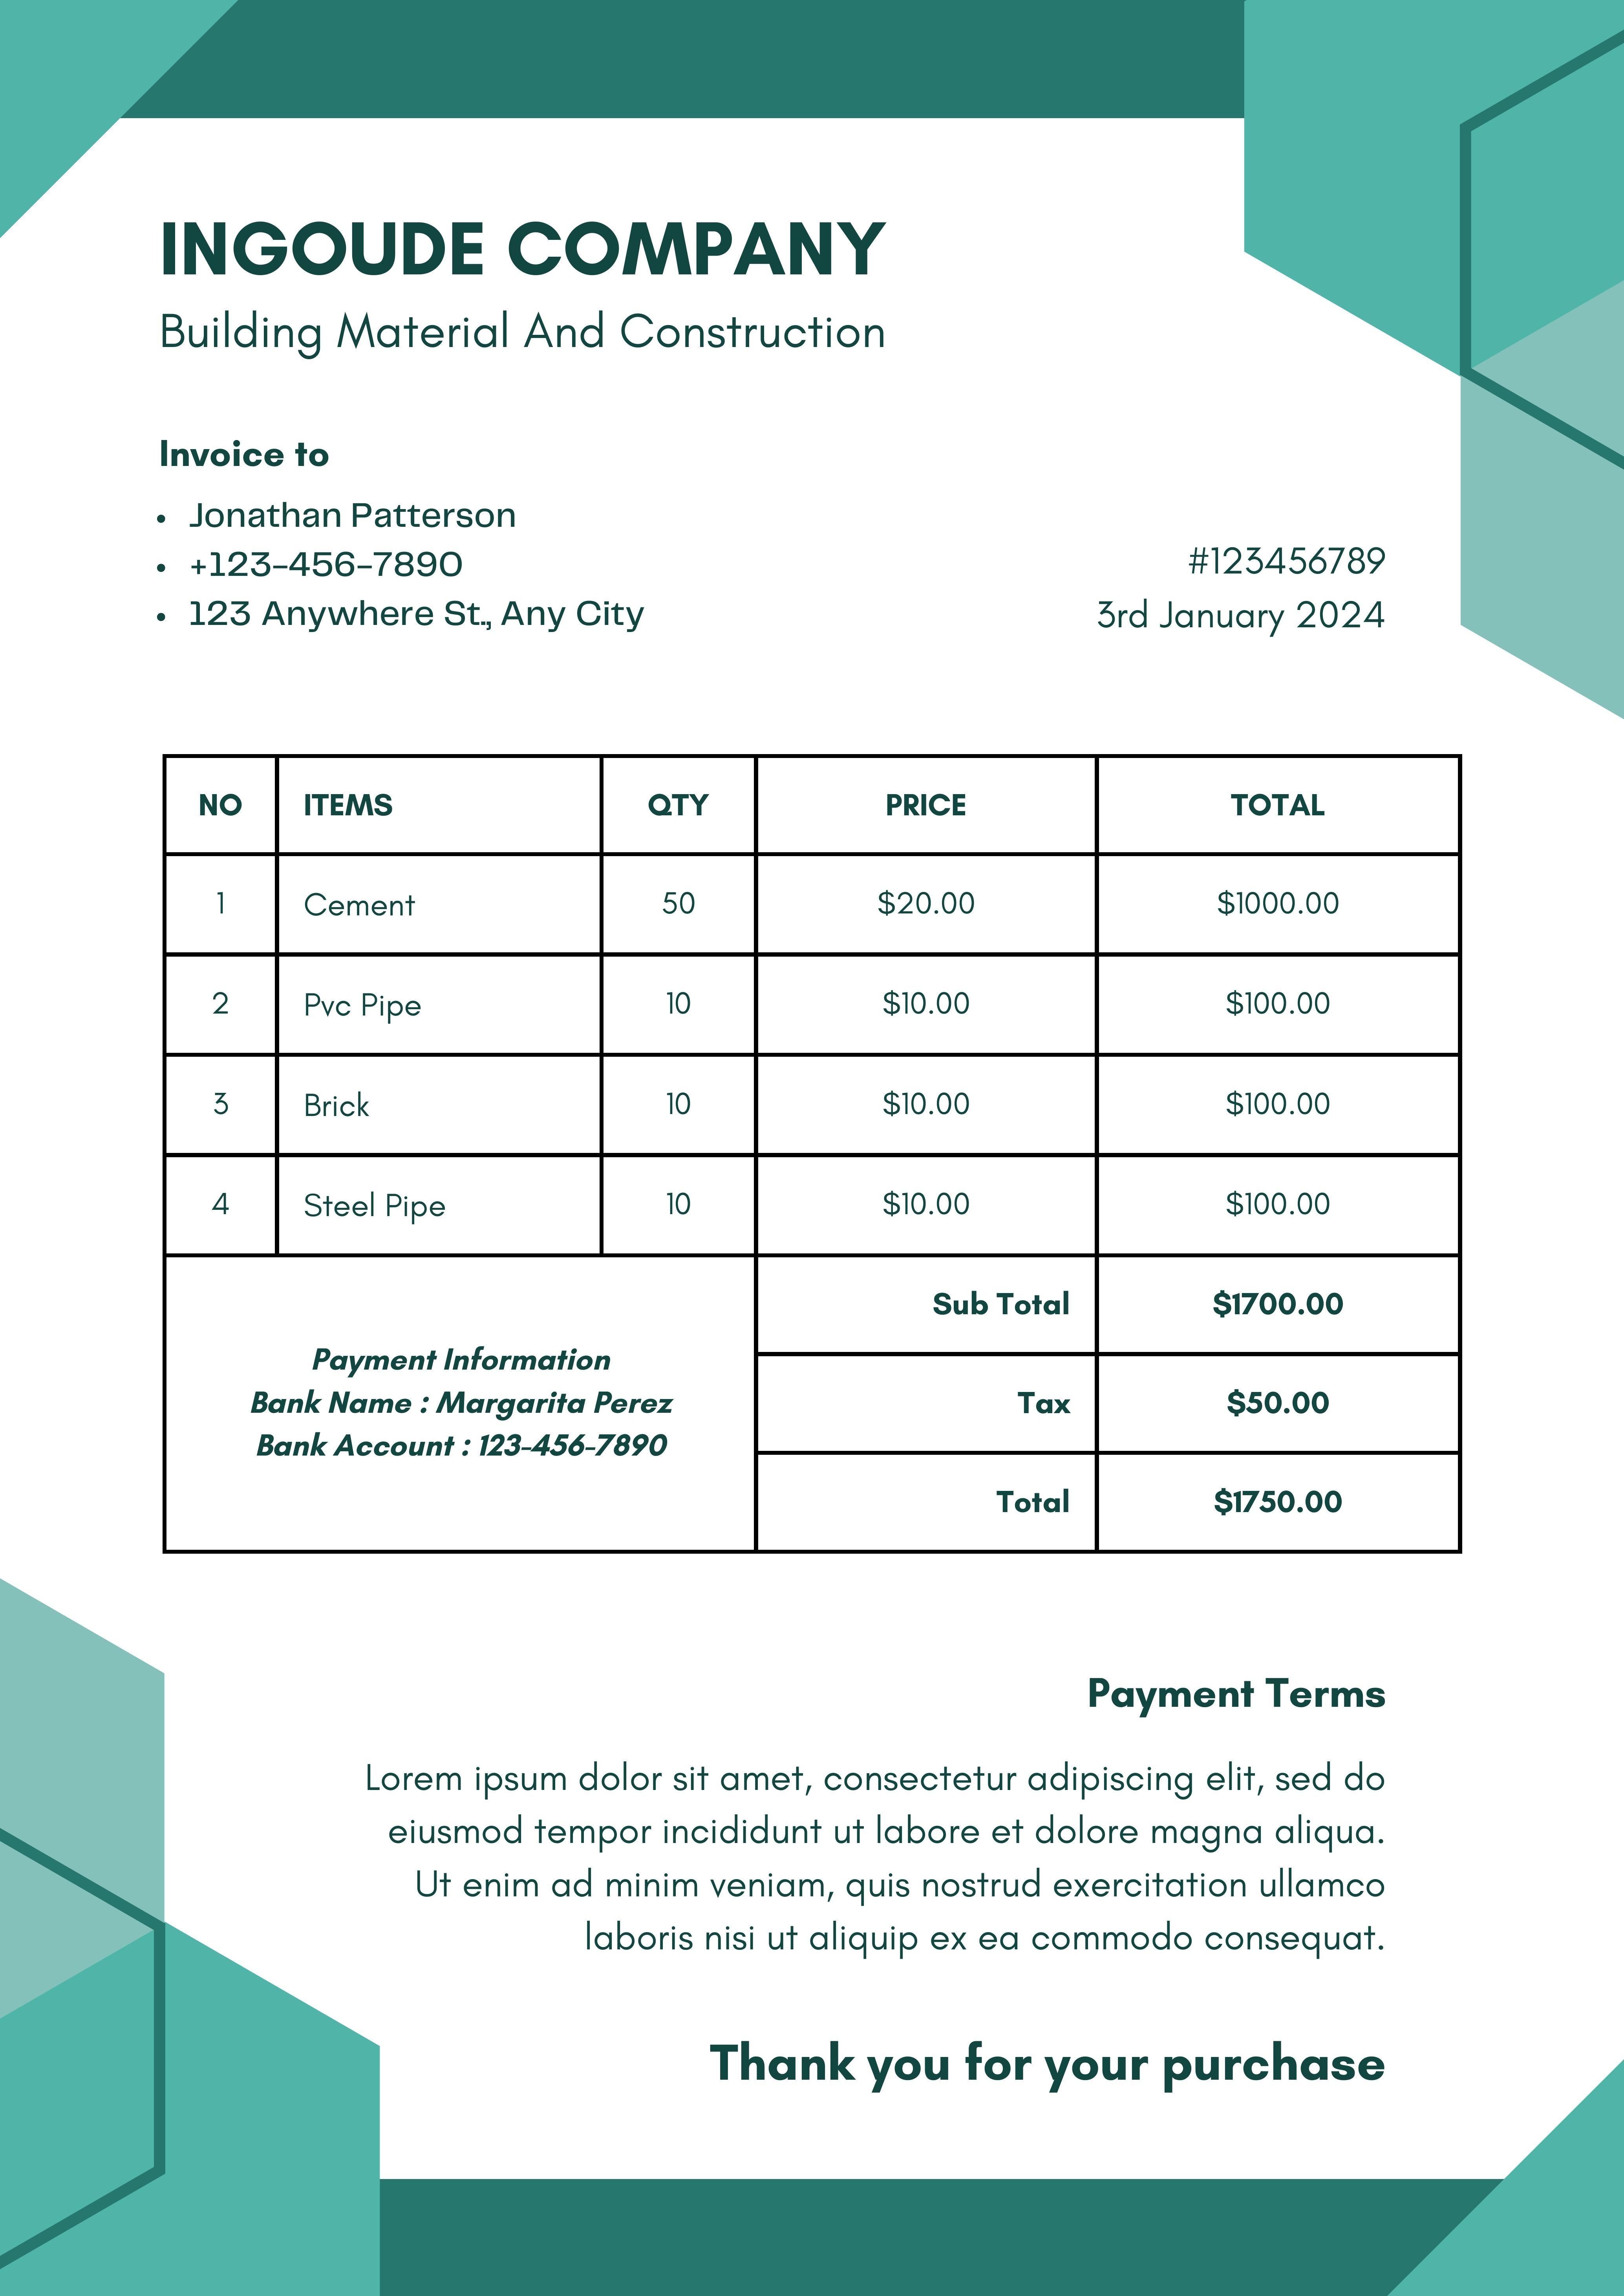 INGOUDE COMPANY
Building Material And Construction
Invoice to
• Jonathan Patterson
• +123-456-7890
• 123 Anywhere St., Any City
#123456789
3rd January 2024
NO ITEMS QTY PRICE TOTAL
1 Cement 50 $20.00 $1000.00
2 Pvc Pipe 10 $10.00 $100.00
3 Brick 10 $10.00 $100.00
4 Steel Pipe 10 $10.00 $100.00
Payment Information
Bank Name : Margarita Perez
Bank Account : 123-456-7890
Sub Total $1700.00
Tax $50.00
Total $1750.00
Payment Terms
Lorem ipsum dolor sit amet, consectetur adipiscing elit, sed do
eiusmod tempor incididunt ut labore et dolore magna aliqua.
Ut enim ad minim veniam, quis nostrud exercitation ullamco
laboris nisi ut aliquip ex ea commodo consequat.
Thank you for your purchase